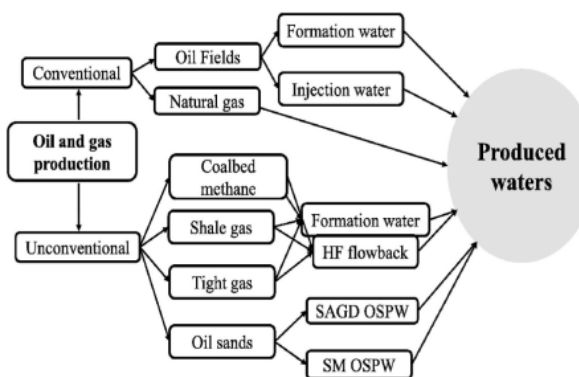 Formation water
Oil Fields
Conventional
Injection water
Natural gas
Oil and gas
production
Produced
waters
Coalbed
methane
Formation water
Shale gas
HF flowback
Unconventional
Tight gas
SAGD OSPW
Oil sands
SM OSPW